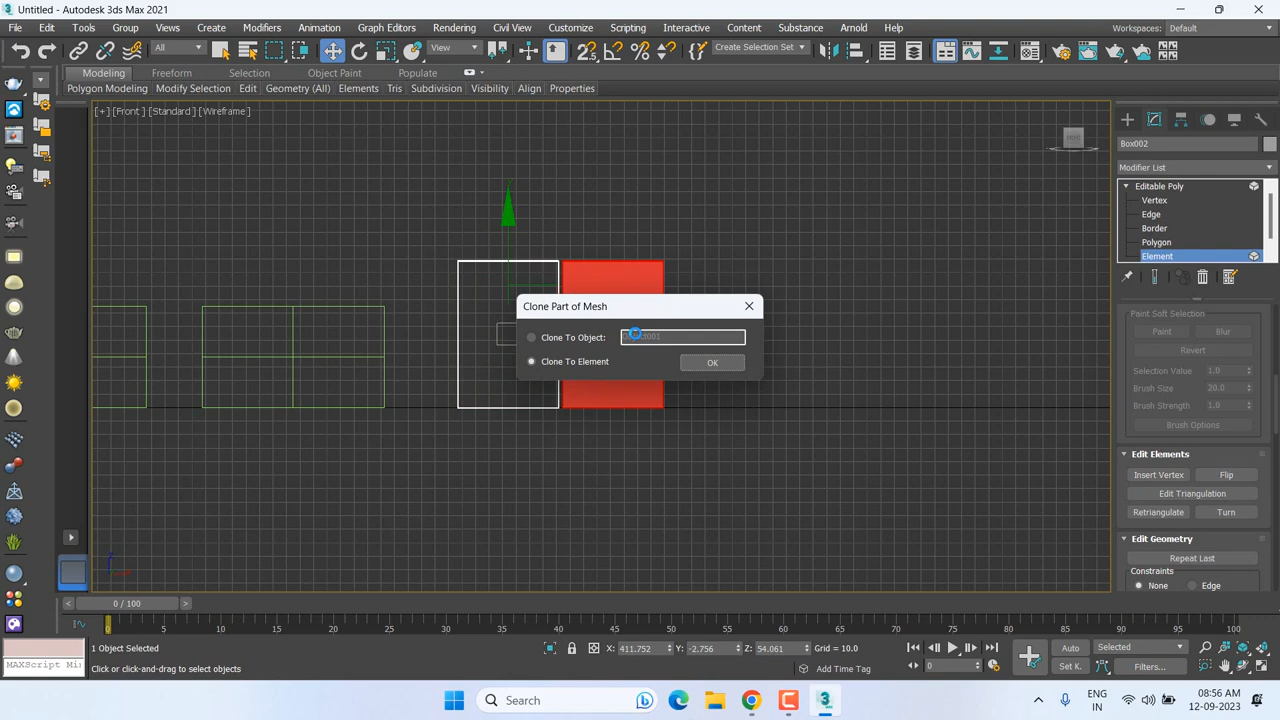 Untitled - Autodesk 3ds Max 2021
File Edit Tools Group Views Create Modifiers Animation Graph Editors Rendering Civil View Customize Scripting Interactive Content Substance Arnold Help
Workspaces: Default
All
View
Create Selection Set
Modeling Freeform Selection Object Paint Populate
Polygon Modeling Modify Selection Edit Geometry (All) Elements Tris Subdivision Visibility Align Properties
[+] [Front] [Standard] [Wireframe]
Box002
Modifier List
Editable Poly
Vertex
Edge
Border
Polygon
Element
Clone Part of Mesh
Clone To Object:
Clone To Element
OK
Paint Soft Selection
Paint Blur
Revert
Selection Value 1.0
Brush Size 20.0
Brush Strength 1.0
Brush Options
Edit Elements
Insert Vertex Flip
Edit Triangulation
Retriangulate Turn
Edit Geometry
Repeat Last
Constraints
None Edge
< 0 / 100 >
0 5 10 15 20 25 30 35 40 45 50 55 60 65 70 75 80 85 90 95 100
1 Object Selected
X: 411.752 Y: -2.756 Z: 54.061 Grid = 10.0
Auto Selected
MAXScript Mi
Click or click-and-drag to select objects
Add Time Tag
0
Set K. Filters...
Search
ENG
IN
08:56 AM
12-09-2023